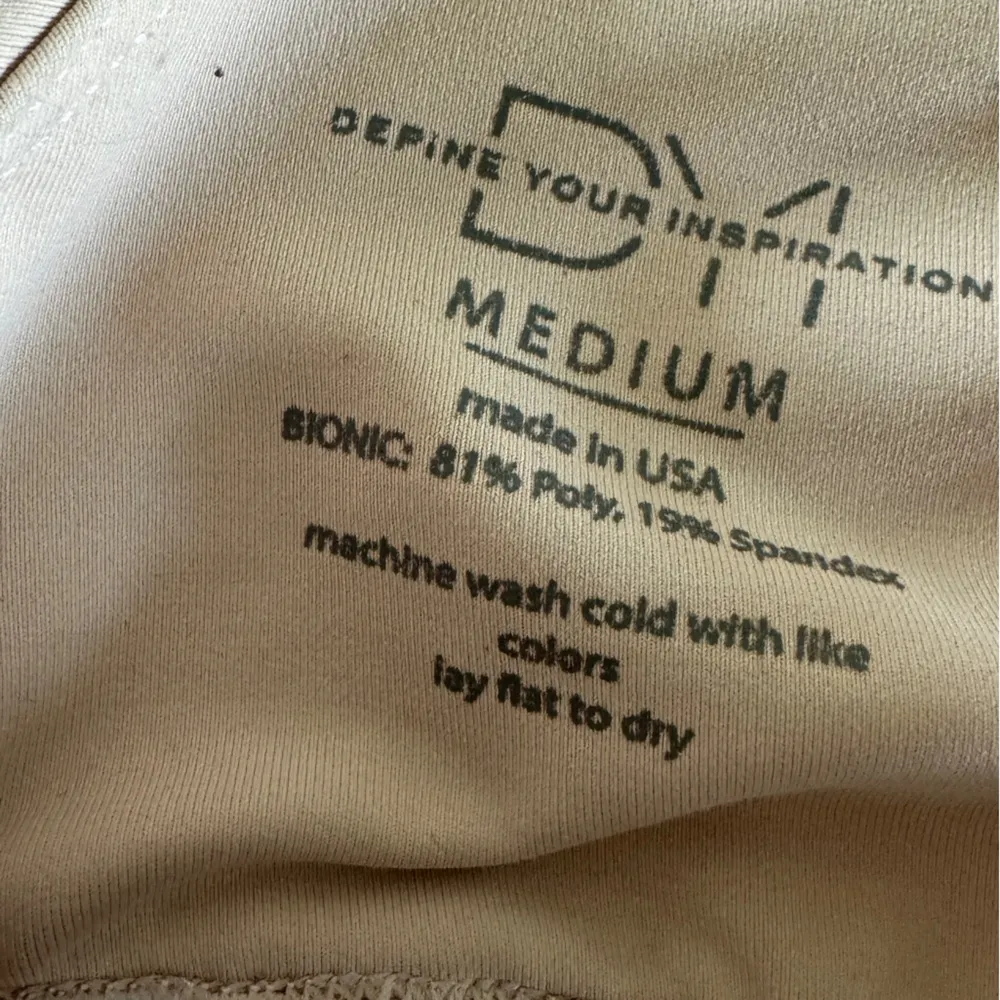 DYI
DEFINE YOUR INSPIRATION
MEDIUM
made in USA
BIONIC: 81% Poly, 19% Spandex
machine wash cold with like
colors
lay flat to dry